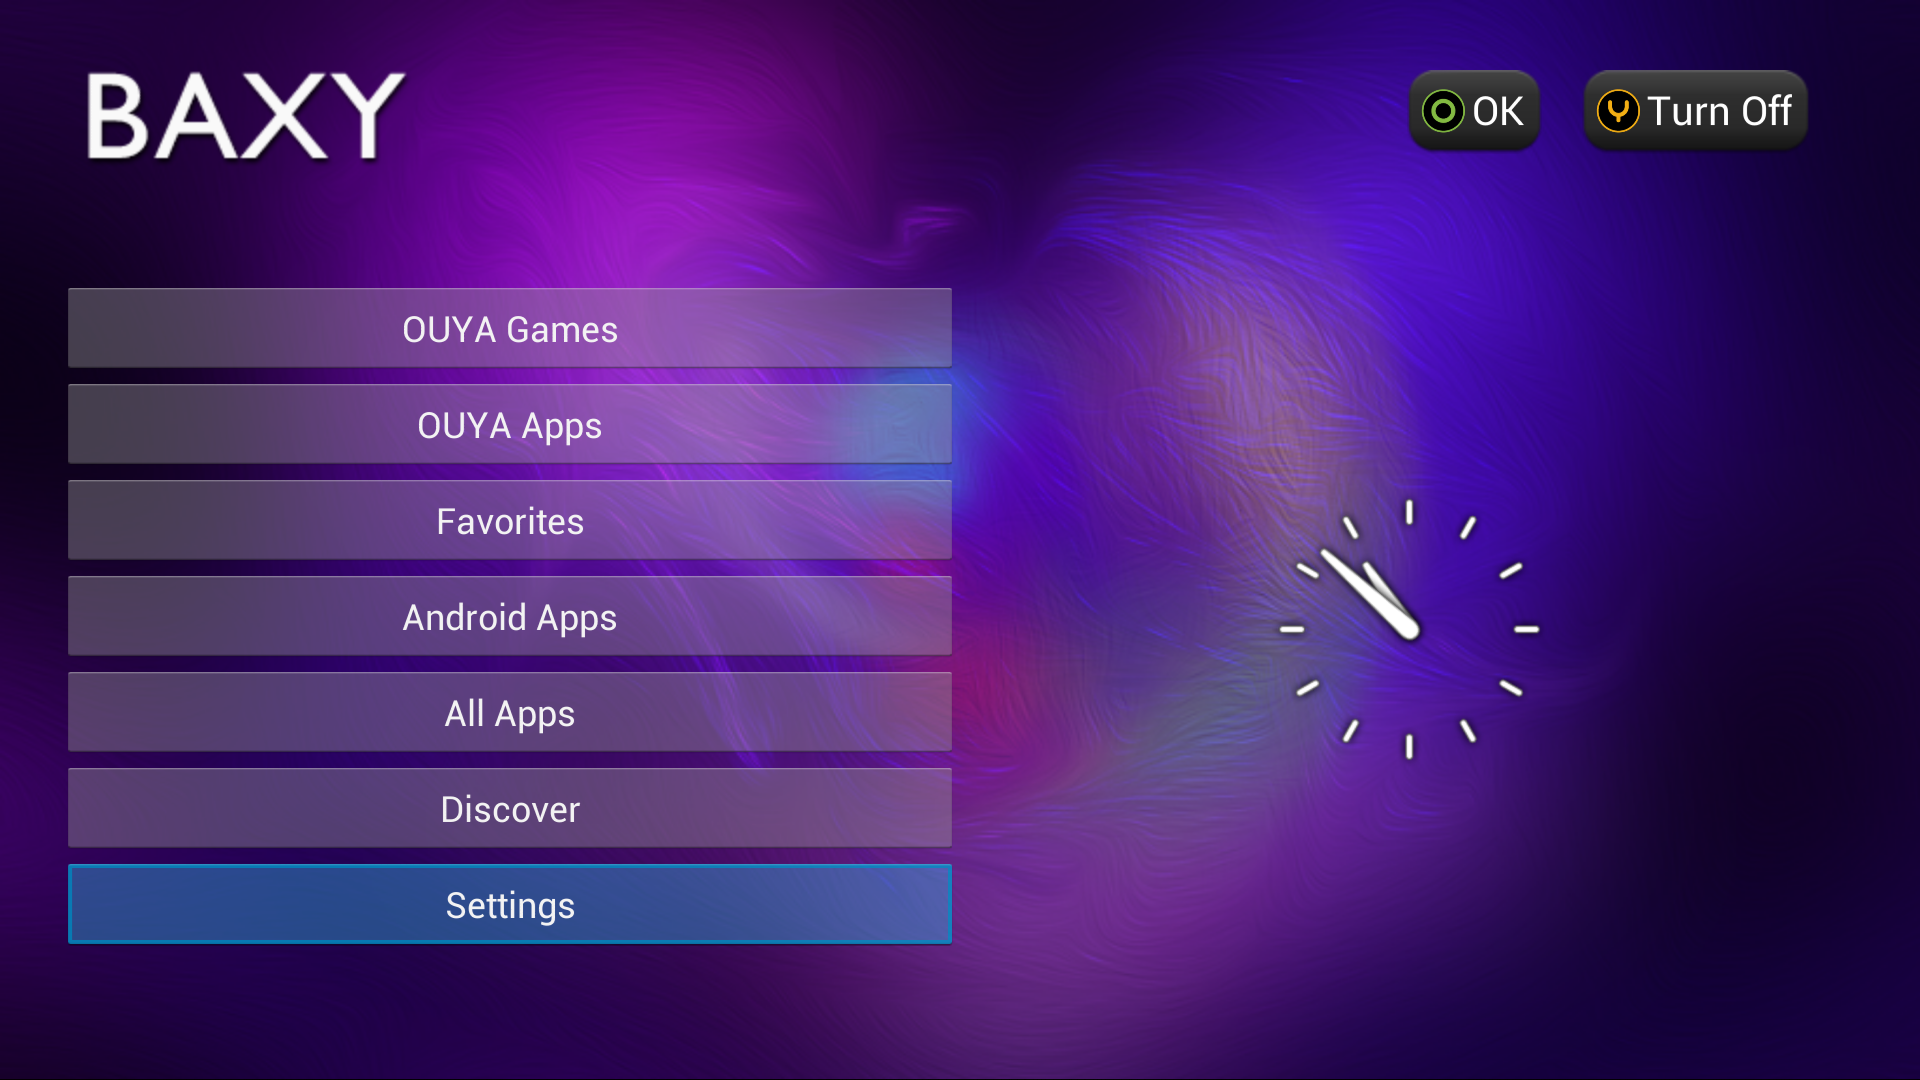 BAXY
OK
Turn Off
OUYA Games
OUYA Apps
Favorites
Android Apps
All Apps
Discover
Settings